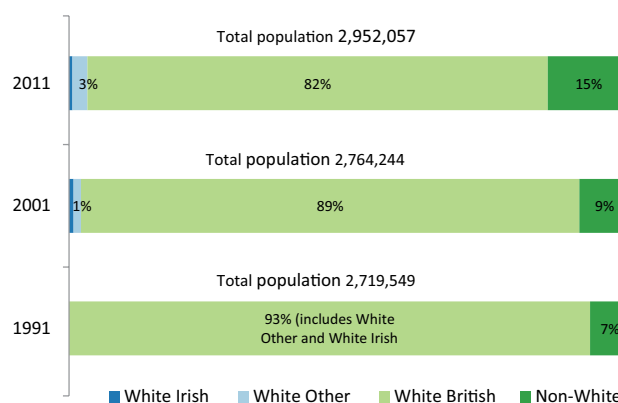 Total population 2,952,057
2011
3%
82%
15%
Total population 2,764,244
2001
1%
89%
9%
Total population 2,719,549
1991
93% (includes White
Other and White Irish
7%
White Irish
White Other
White British
Non-White